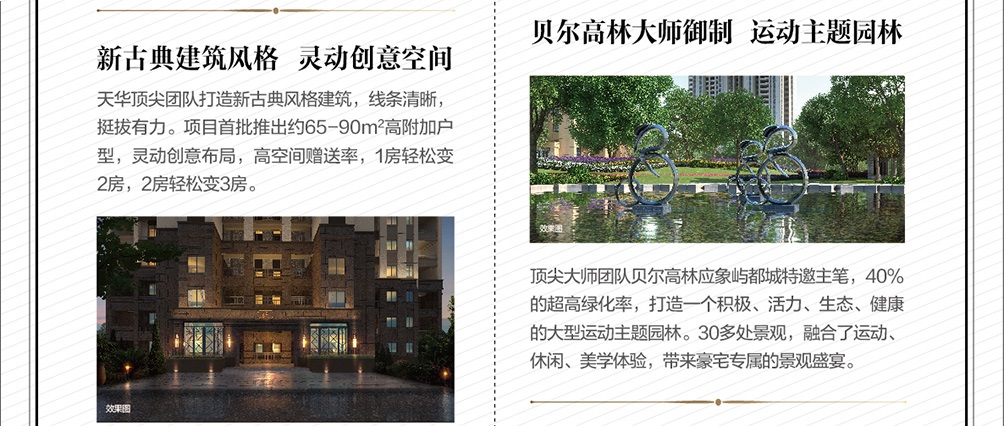 新古典建筑风格 灵动创意空间
天华顶尖团队打造新古典风格建筑，线条清晰，
挺拔有力。项目首批推出约65-90m²高附加户
型，灵动创意布局，高空间赠送率，1房轻松变
2房，2房轻松变3房。
效果图
贝尔高林大师御制 运动主题园林
效果图
顶尖大师团队贝尔高林应象屿都城特邀主笔，40%
的超高绿化率，打造一个积极、活力、生态、健康
的大型运动主题园林。30多处景观，融合了运动、
休闲、美学体验，带来豪宅专属的景观盛宴。